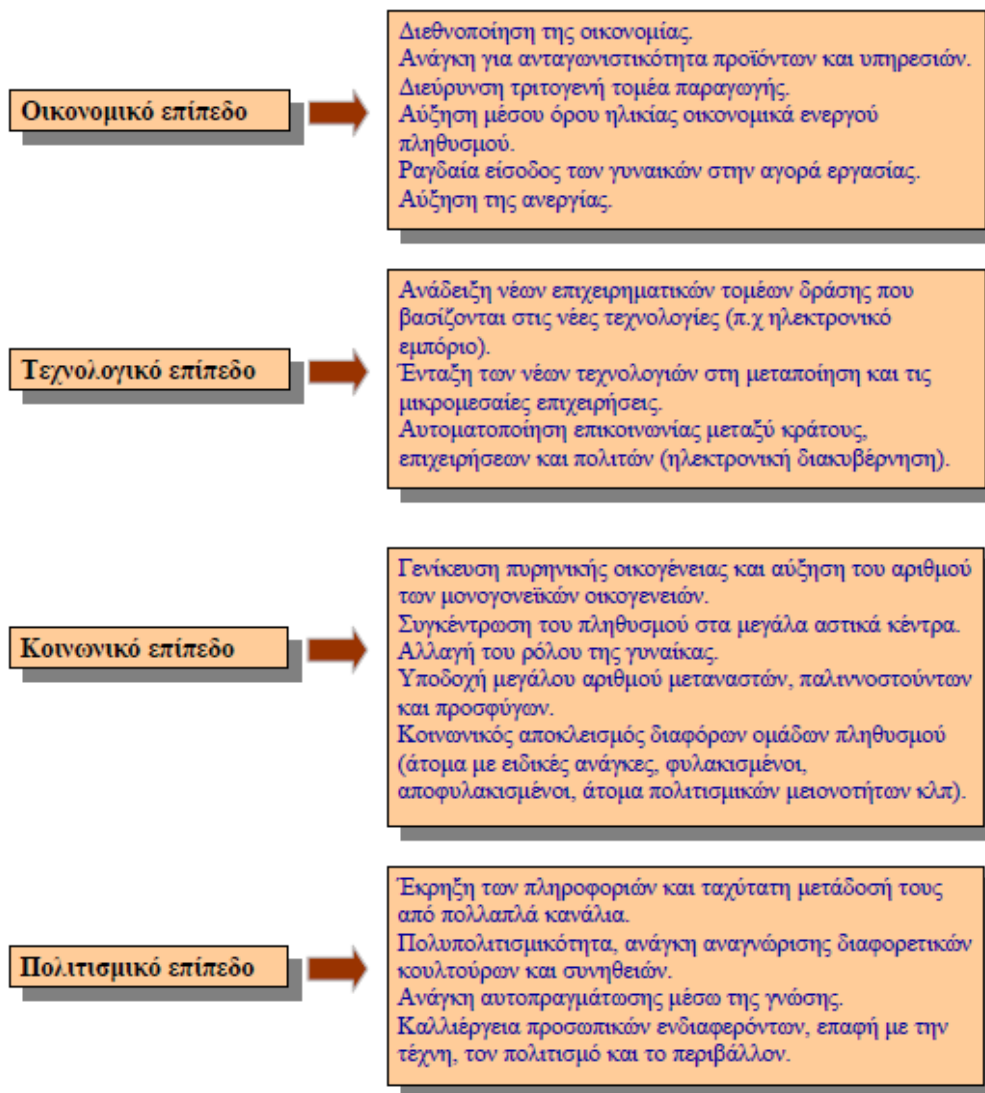 Οικονομικό επίπεδο
Διεθνοποίηση της οικονομίας.
Ανάγκη για ανταγωνιστικότητα προϊόντων και υπηρεσιών.
Διεύρυνση τριτογενή τομέα παραγωγής.
Αύξηση μέσου όρου ηλικίας οικονομικά ενεργού
πληθυσμού.
Ραγδαία είσοδος των γυναικών στην αγορά εργασίας.
Αύξηση της ανεργίας.
Τεχνολογικό επίπεδο
Ανάδειξη νέων επιχειρηματικών τομέων δράσης που
βασίζονται στις νέες τεχνολογίες (π.χ ηλεκτρονικό
εμπόριο).
Ένταξη των νέων τεχνολογιών στη μεταποίηση και τις
μικρομεσαίες επιχειρήσεις.
Αυτοματοποίηση επικοινωνίας μεταξύ κράτους,
επιχειρήσεων και πολιτών (ηλεκτρονική διακυβέρνηση).
Κοινωνικό επίπεδο
Γενίκευση πυρηνικής οικογένειας και αύξηση του αριθμού
των μονογονεϊκών οικογενειών.
Συγκέντρωση του πληθυσμού στα μεγάλα αστικά κέντρα.
Αλλαγή του ρόλου της γυναίκας.
Υποδοχή μεγάλου αριθμού μεταναστών, παλιννοστούντων
και προσφύγων.
Κοινωνικός αποκλεισμός διαφόρων ομάδων πληθυσμού
(άτομα με ειδικές ανάγκες, φυλακισμένοι,
αποφυλακισμένοι, άτομα πολιτισμικών μειονοτήτων κλπ).
Πολιτισμικό επίπεδο
Έκρηξη των πληροφοριών και ταχύτατη μετάδοσή τους
από πολλαπλά κανάλια.
Πολυπολιτισμικότητα, ανάγκη αναγνώρισης διαφορετικών
κουλτούρων και συνηθειών.
Ανάγκη αυτοπραγμάτωσης μέσω της γνώσης.
Καλλιέργεια προσωπικών ενδιαφερόντων, επαφή με την
τέχνη, τον πολιτισμό και το περιβάλλον.